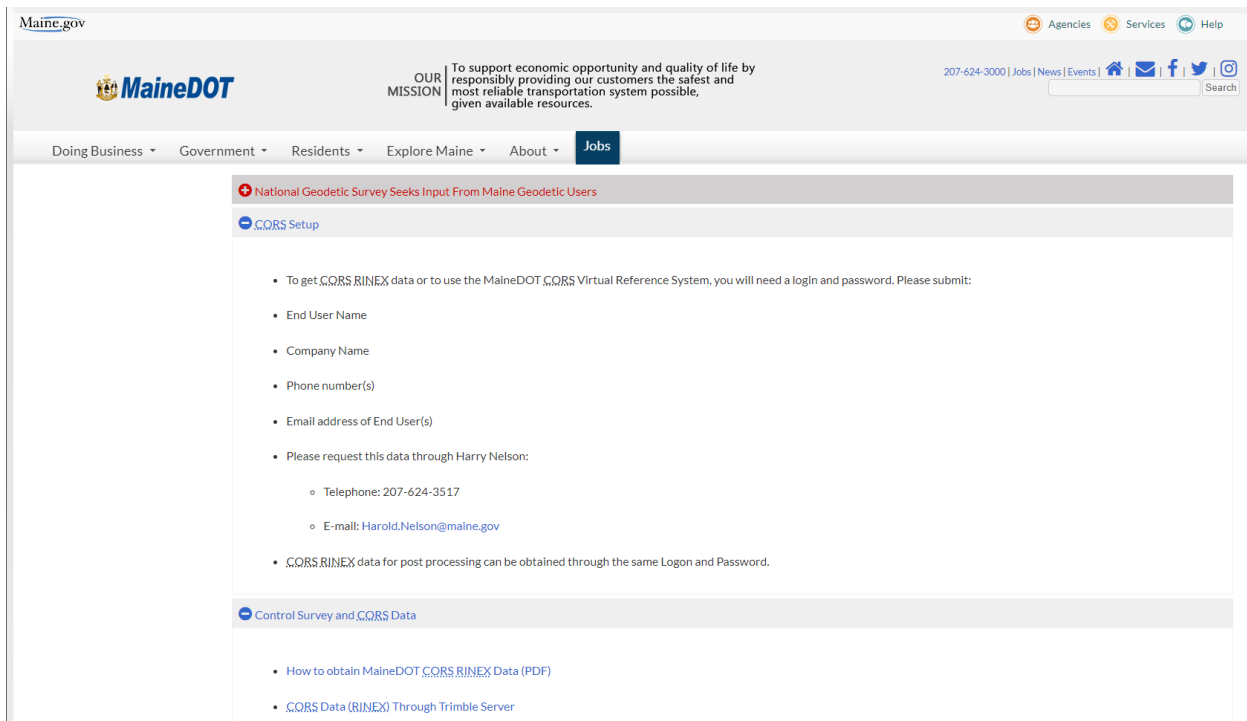 Maine.gov
Agencies Services Help
MaineDOT
OUR MISSION
To support economic opportunity and quality of life by
responsibly providing our customers the safest and
most reliable transportation system possible,
given available resources.
207-624-3000 | Jobs | News | Events |
Search
Doing Business Government Residents Explore Maine About Jobs
National Geodetic Survey Seeks Input From Maine Geodetic Users
CORS Setup
To get CORS RINEX data or to use the MaineDOT CORS Virtual Reference System, you will need a login and password. Please submit:
End User Name
Company Name
Phone number(s)
Email address of End User(s)
Please request this data through Harry Nelson:
Telephone: 207-624-3517
E-mail: Harold.Nelson@maine.gov
CORS RINEX data for post processing can be obtained through the same Logon and Password.
Control Survey and CORS Data
How to obtain MaineDOT CORS RINEX Data (PDF)
CORS Data (RINEX) Through Trimble Server